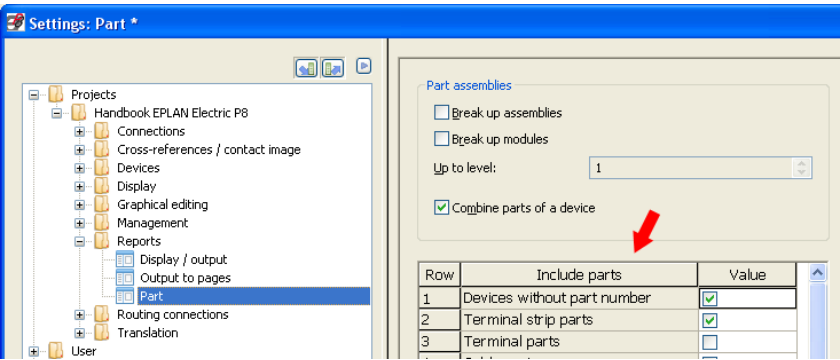 Settings: Part *
Projects
Handbook EPLAN Electric P8
Connections
Cross-references / contact image
Devices
Display
Graphical editing
Management
Reports
Display / output
Output to pages
Part
Routing connections
Translation
User
Part assemblies
Break up assemblies
Break up modules
Up to level: 1
Combine parts of a device
Row Include parts Value
1 Devices without part number
2 Terminal strip parts
3 Terminal parts